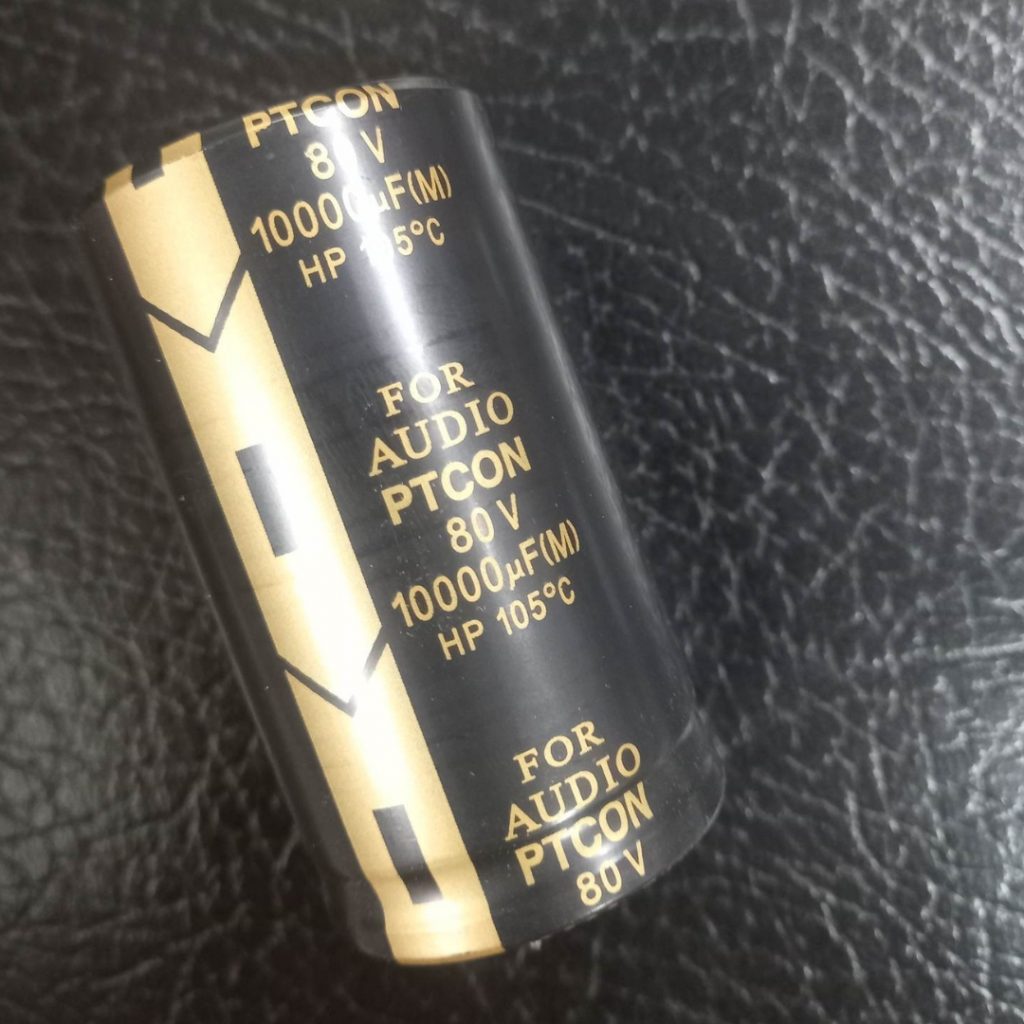 PTCON
80 V
10000µF(M)
HP 105°C
FOR
AUDIO
PTCON
80 V
10000µF(M)
HP 105°C
FOR
AUDIO
PTCON
80 V